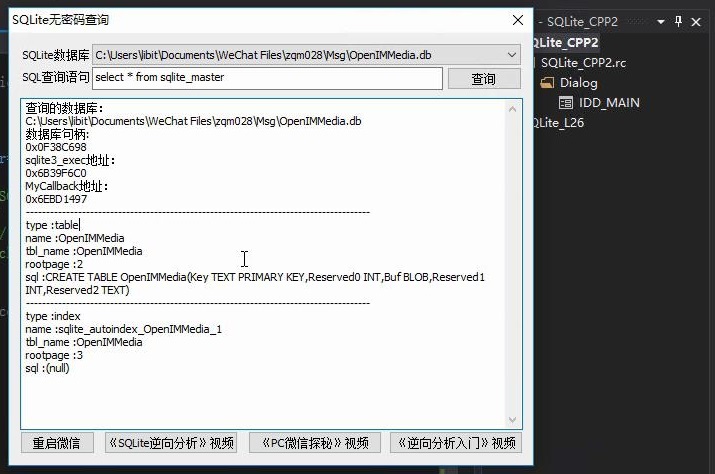 SQLite无密码查询
SQLite数据库 C:\Users\libit\Documents\WeChat Files\zqm028\Msg\OpenIMMedia.db
SQL查询语句 select * from sqlite_master 查询
查询的数据库：
C:\Users\libit\Documents\WeChat Files\zqm028\Msg\OpenIMMedia.db
数据库句柄:
0x0F38C698
sqlite3_exec地址：
0x6B39F6C0
MyCallback地址：
0x6EBD1497
--------------------------------------------------------------------------------
type :table
name :OpenIMMedia
tbl_name :OpenIMMedia
rootpage :2
sql :CREATE TABLE OpenIMMedia(Key TEXT PRIMARY KEY,Reserved0 INT,Buf BLOB,Reserved1
INT,Reserved2 TEXT)
--------------------------------------------------------------------------------
type :index
name :sqlite_autoindex_OpenIMMedia_1
tbl_name :OpenIMMedia
rootpage :3
sql :(null)
重启微信 《SQLite逆向分析》视频 《PC微信探秘》视频 《逆向分析入门》视频
- SQLite_CPP2
QLite_CPP2
SQLite_CPP2.rc
Dialog
IDD_MAIN
QLite_L26